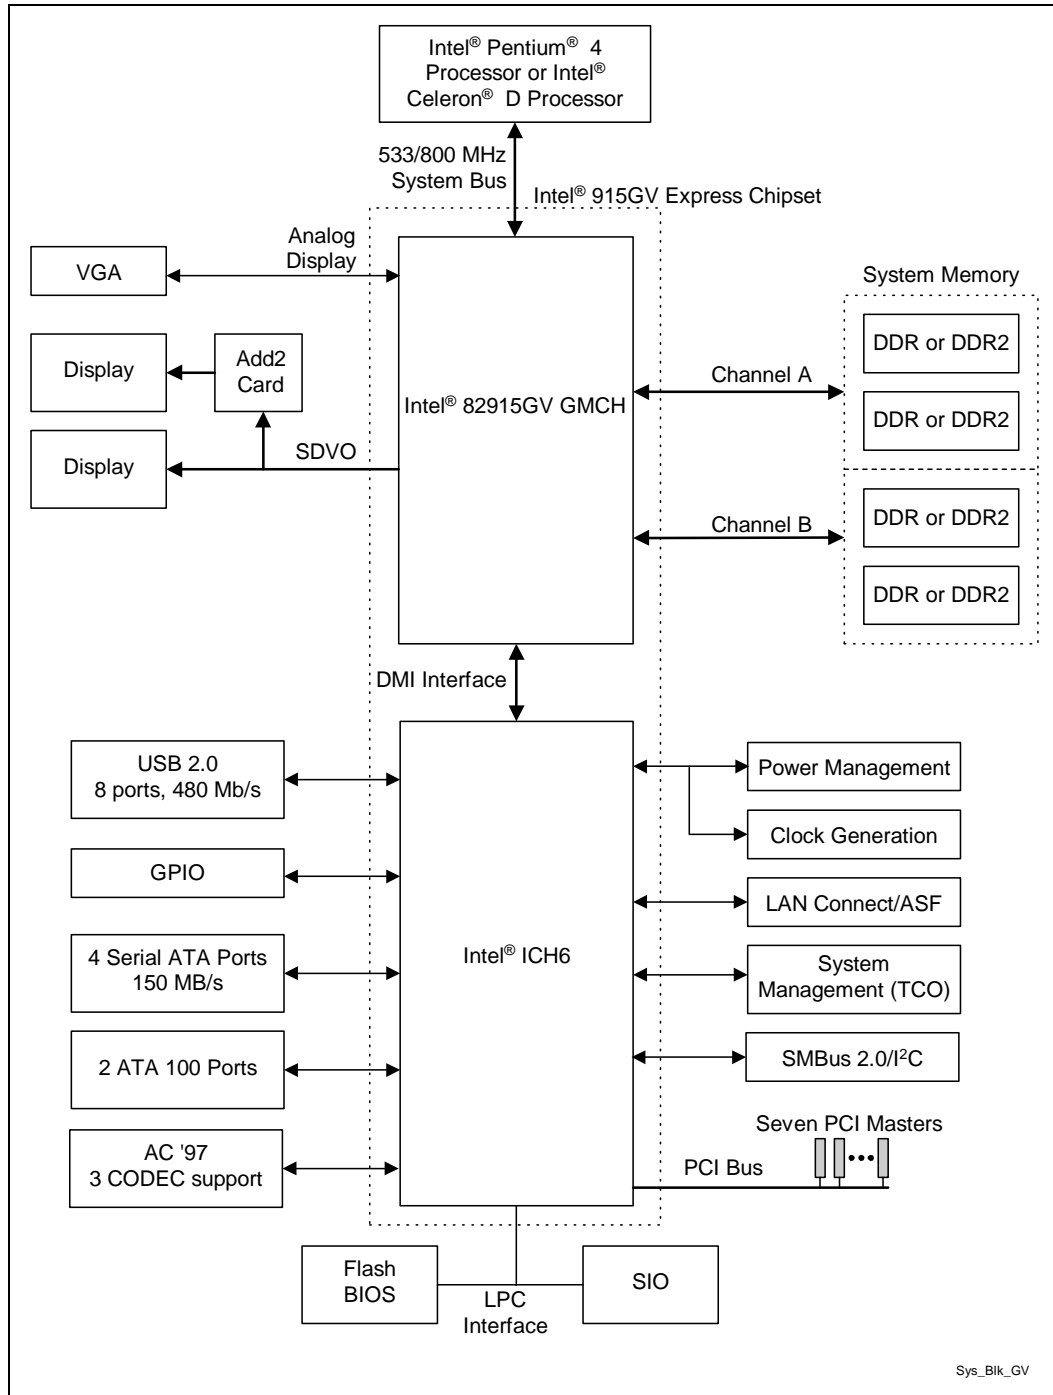 Intel® Pentium® 4
Processor or Intel®
Celeron® D Processor
533/800 MHz
System Bus
Intel® 915GV Express Chipset
Analog
Display
VGA
System Memory
Display
Add2
Card
DDR or DDR2
Channel A
Intel® 82915GV GMCH
DDR or DDR2
SDVO
Display
DDR or DDR2
Channel B
DDR or DDR2
DMI Interface
USB 2.0
8 ports, 480 Mb/s
Power Management
Clock Generation
GPIO
LAN Connect/ASF
4 Serial ATA Ports
150 MB/s
Intel® ICH6
System
Management (TCO)
2 ATA 100 Ports
SMBus 2.0/I²C
Seven PCI Masters
AC '97
3 CODEC support
PCI Bus
Flash
BIOS
SIO
LPC
Interface
Sys_Blk_GV